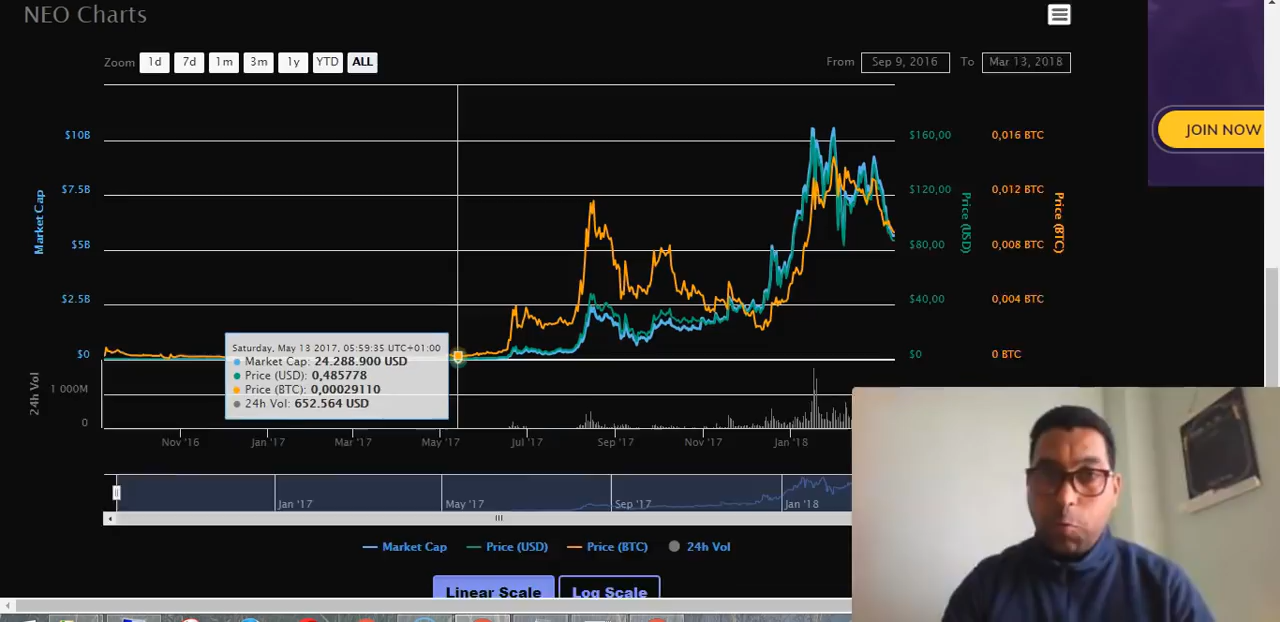 NEO Charts
Zoom 1d 7d 1m 3m 1y YTD ALL From Sep 9, 2016 To Mar 13, 2018
JOIN NOW
$10B $160,00 0,016 BTC
$7.5B $120,00 0,012 BTC
Market Cap Price (USD) Price (BTC)
$5B $80,00 0,008 BTC
$2.5B $40,00 0,004 BTC
$0 $0 0 BTC
Saturday, May 13 2017, 05:59:35 UTC+01:00
Market Cap: 24.288.900 USD
Price (USD): 0,485778
Price (BTC): 0,00029110
24h Vol: 652.564 USD
24h Vol
1 000M
0
Nov '16 Jan '17 Mar '17 May '17 Jul '17 Sep '17 Nov '17 Jan '18
Jan '17 May '17 Sep '17 Jan '18
Market Cap Price (USD) Price (BTC) 24h Vol
Linear Scale Log Scale